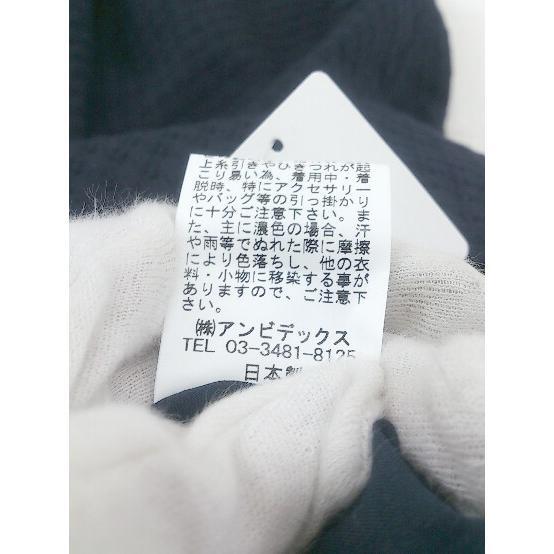 上糸引きやひきつれが起
こり易い為、着用中・着
脱時、特にアクセサリー
やバッグ等の引っ掛かり
に十分ご注意下さい。ま
た、主に濃色の場合、汗
や雨等でぬれた際に摩擦
により色落ちし、他の衣
料・小物に移染する事が
ありますので、ご注意下
さい。
㈱アンビデックス
TEL 03-3481-8125
日本製